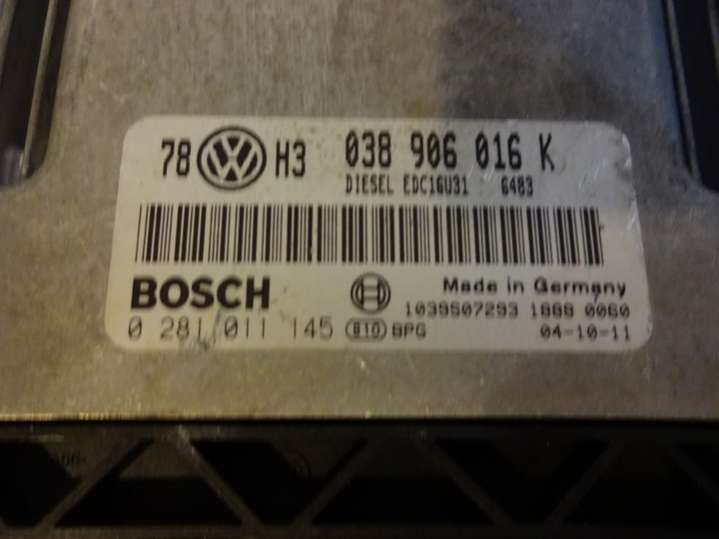 78 H3 038 906 016 K
DIESEL EDC16U31 6483
BOSCH Made in Germany
1039S07293 1888 0060
0 281 011 145 810 BPG 04-10-11